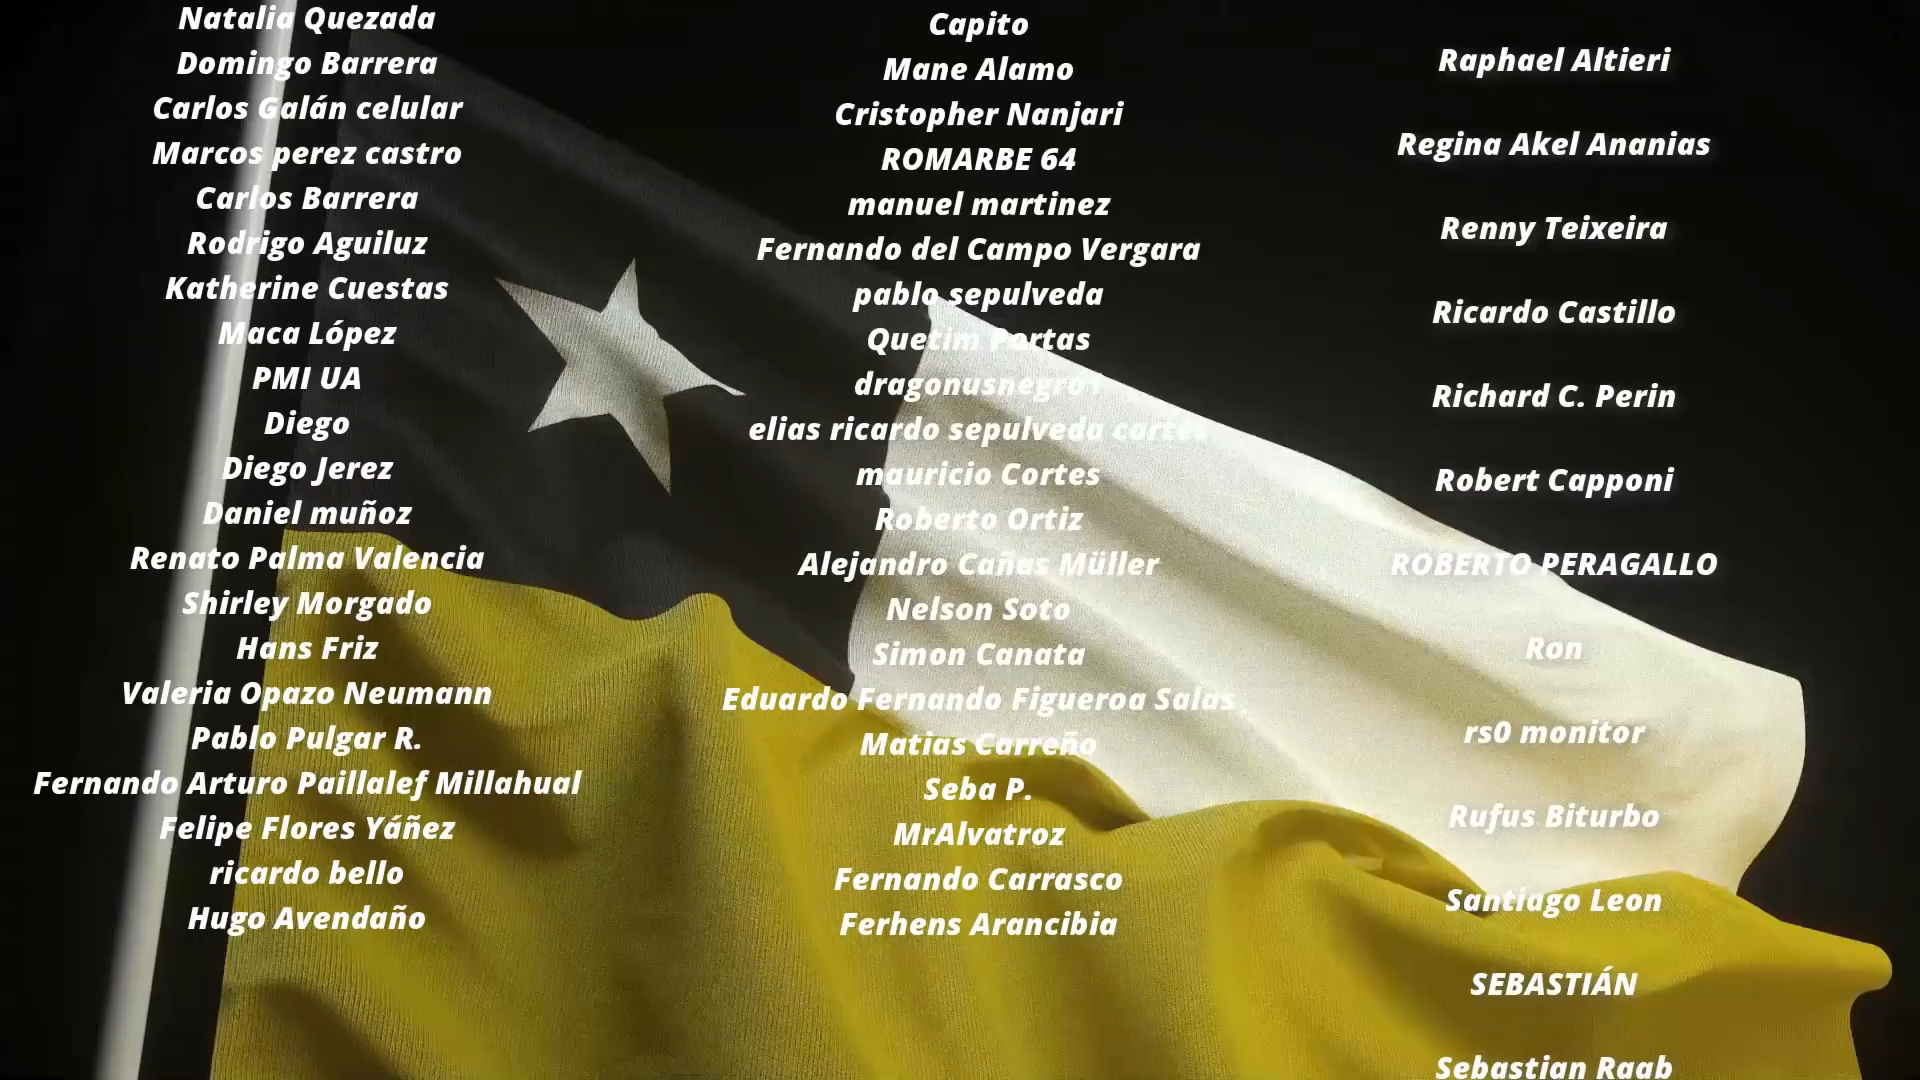 Natalia Quezada
Domingo Barrera
Carlos Galán celular
Marcos perez castro
Carlos Barrera
Rodrigo Aguiluz
Katherine Cuestas
Maca López
PMI UA
Diego
Diego Jerez
Daniel muñoz
Renato Palma Valencia
Shirley Morgado
Hans Friz
Valeria Opazo Neumann
Pablo Pulgar R.
Fernando Arturo Paillalef Millahual
Felipe Flores Yáñez
ricardo bello
Hugo Avendaño
Capito
Mane Alamo
Cristopher Nanjari
ROMARBE 64
manuel martinez
Fernando del Campo Vergara
pablo sepulveda
Quetim Portas
elias ricardo sepulveda
mauricio Cortes
Roberto Ortiz
Alejandro Cañas Müller
Nelson Soto
Simon Canata
Eduardo Fernando Figueroa Salas
Matias Carreño
Seba P.
MrAlvatroz
Fernando Carrasco
Ferhens Arancibia
Raphael Altieri
Regina Akel Ananias
Renny Teixeira
Ricardo Castillo
Richard C. Perin
Robert Capponi
ROBERTO PERAGALLO
Ron
rs0 monitor
Rufus Biturbo
Santiago Leon
SEBASTIÁN
Sebastian Raab